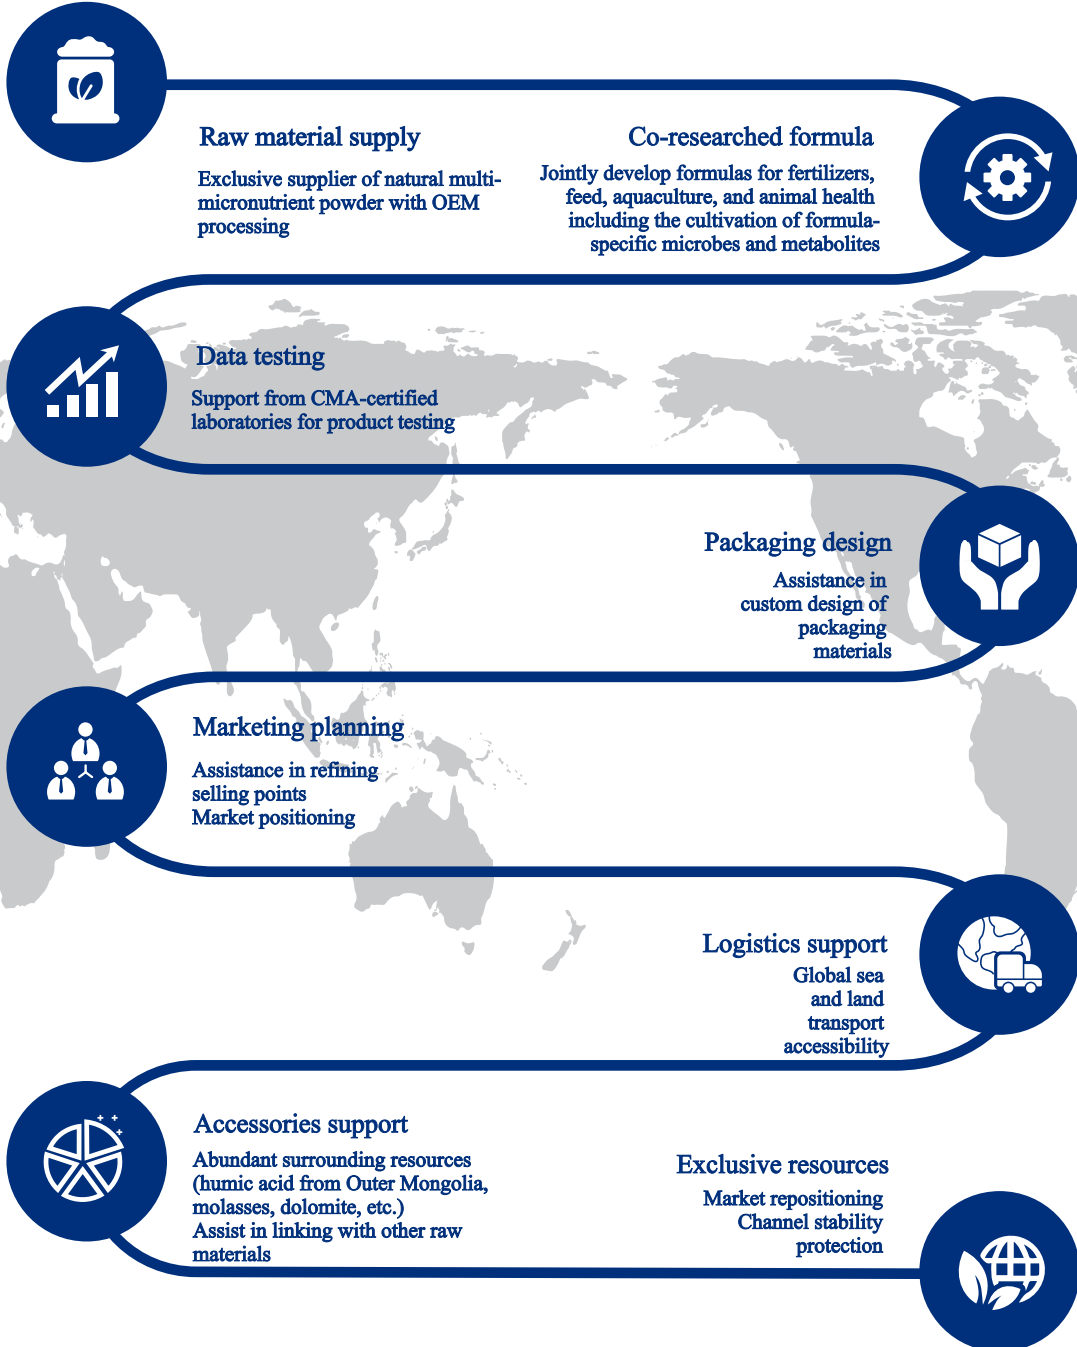 Raw material supply
Exclusive supplier of natural multi-
micronutrient powder with OEM
processing
Co-researched formula
Jointly develop formulas for fertilizers,
feed, aquaculture, and animal health
including the cultivation of formula-
specific microbes and metabolites
Data testing
Support from CMA-certified
laboratories for product testing
Packaging design
Assistance in
custom design of
packaging
materials
Marketing planning
Assistance in refining
selling points
Market positioning
Logistics support
Global sea
and land
transport
accessibility
Accessories support
Abundant surrounding resources
(humic acid from Outer Mongolia,
molasses, dolomite, etc.)
Assist in linking with other raw
materials
Exclusive resources
Market repositioning
Channel stability
protection